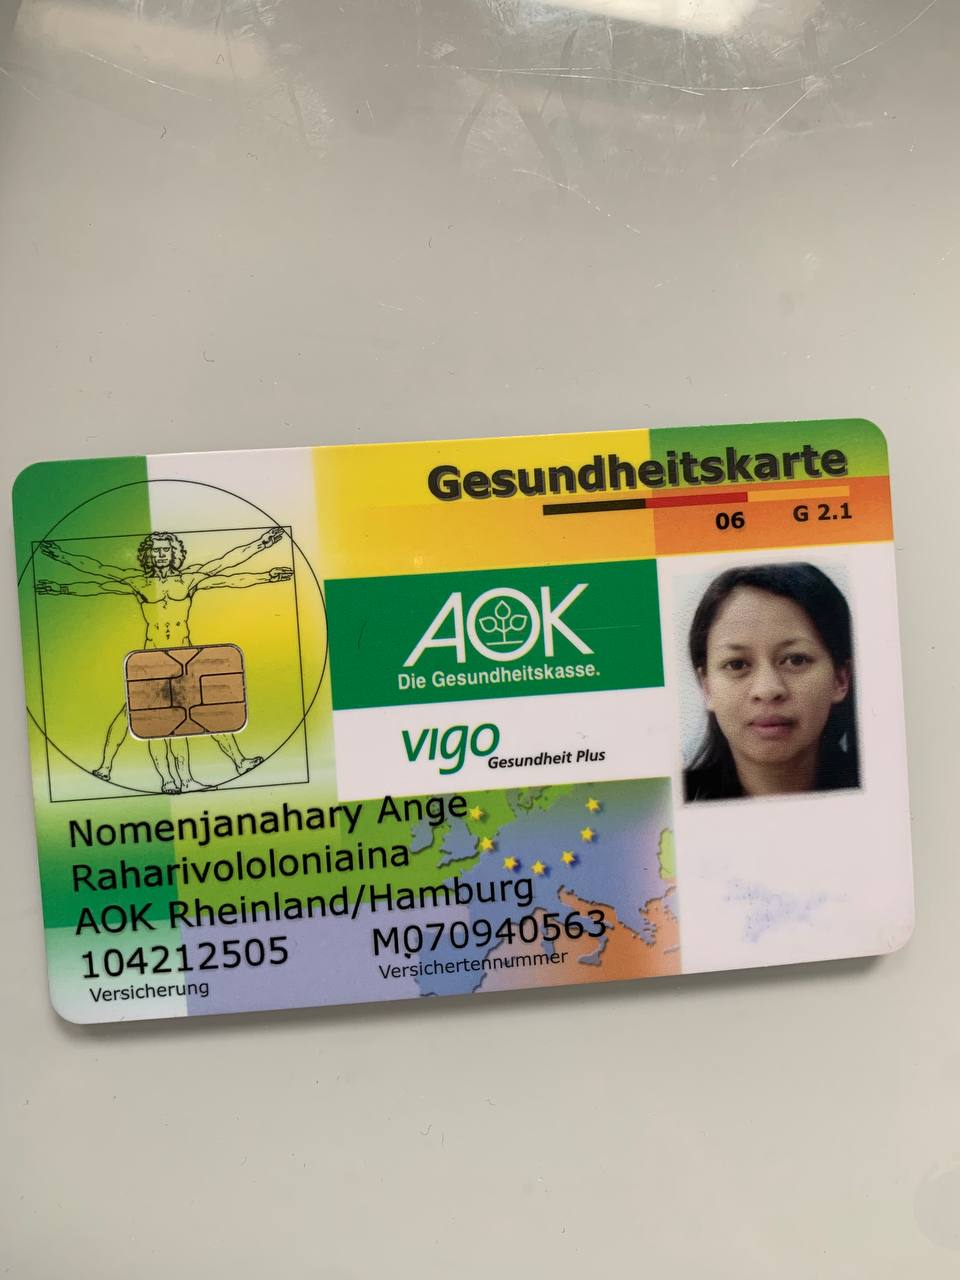 Gesundheitskarte
06 G 2.1
AOK
Die Gesundheitskasse.
vigo
Gesundheit Plus
Nomenjanahary Ange
Raharivololoniaina
AOK Rheinland/Hamburg
104212505 M070940563
Versicherung Versichertennummer